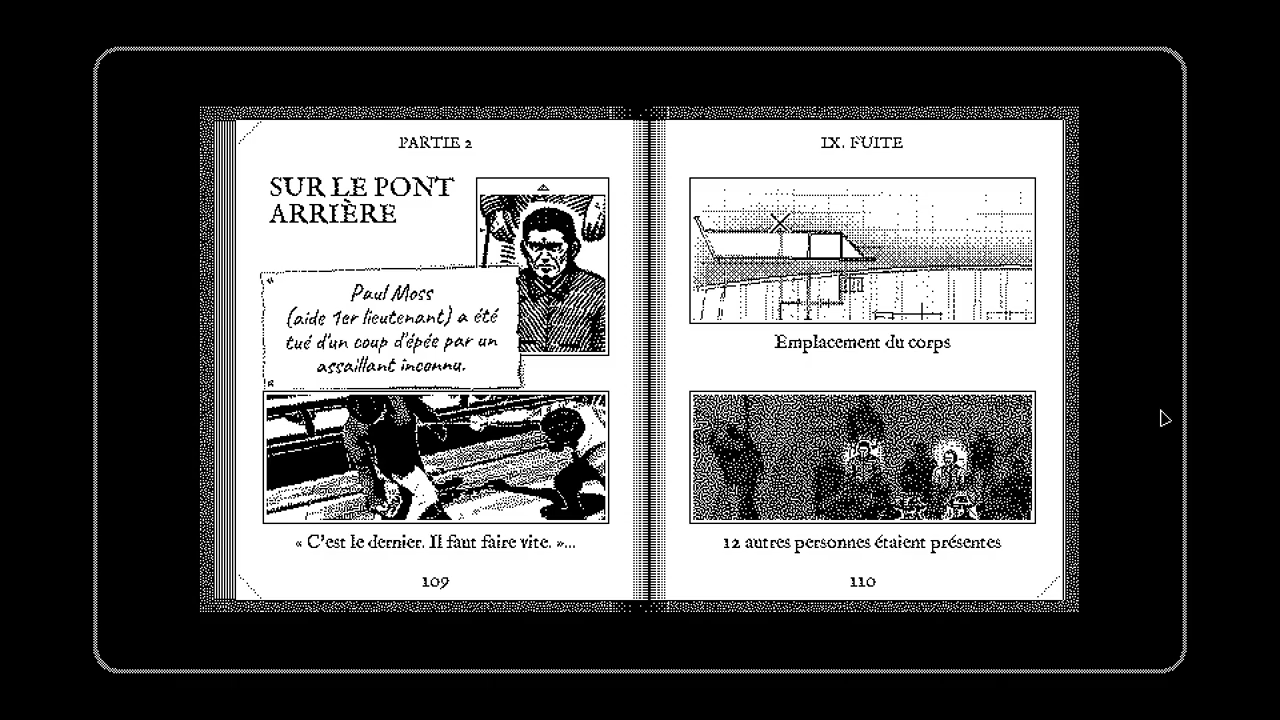 PARTIE 2
SUR LE PONT
ARRIÈRE
Paul Moss
(aide 1er lieutenant) a été
tué d'un coup d'épée par un
assaillant inconnu.
« C'est le dernier. Il faut faire vite. »...
109
IX. FUITE
Emplacement du corps
12 autres personnes étaient présentes
110